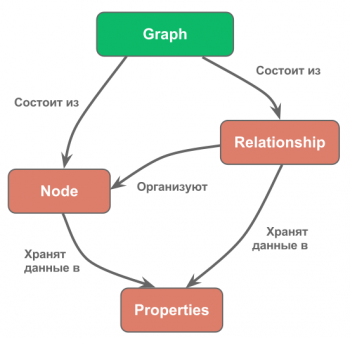 Graph
Состоит из
Состоит из
Relationship
Node
Организуют
Хранят
данные в
Хранят
данные в
Properties